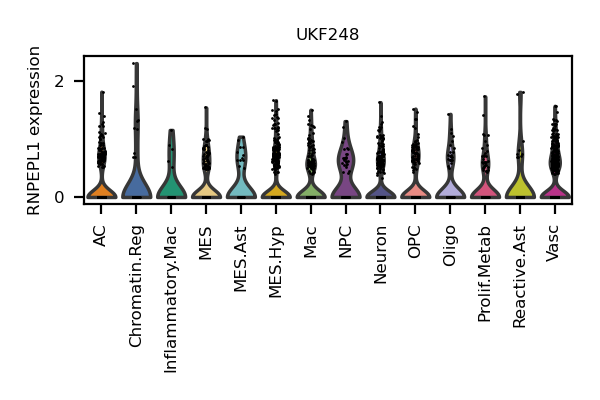 UKF248
RNPEPL1 expression
2
0
AC
Chromatin.Reg
Inflammatory.Mac
MES
MES.Ast
MES.Hyp
Mac
NPC
Neuron
OPC
Oligo
Prolif.Metab
Reactive.Ast
Vasc